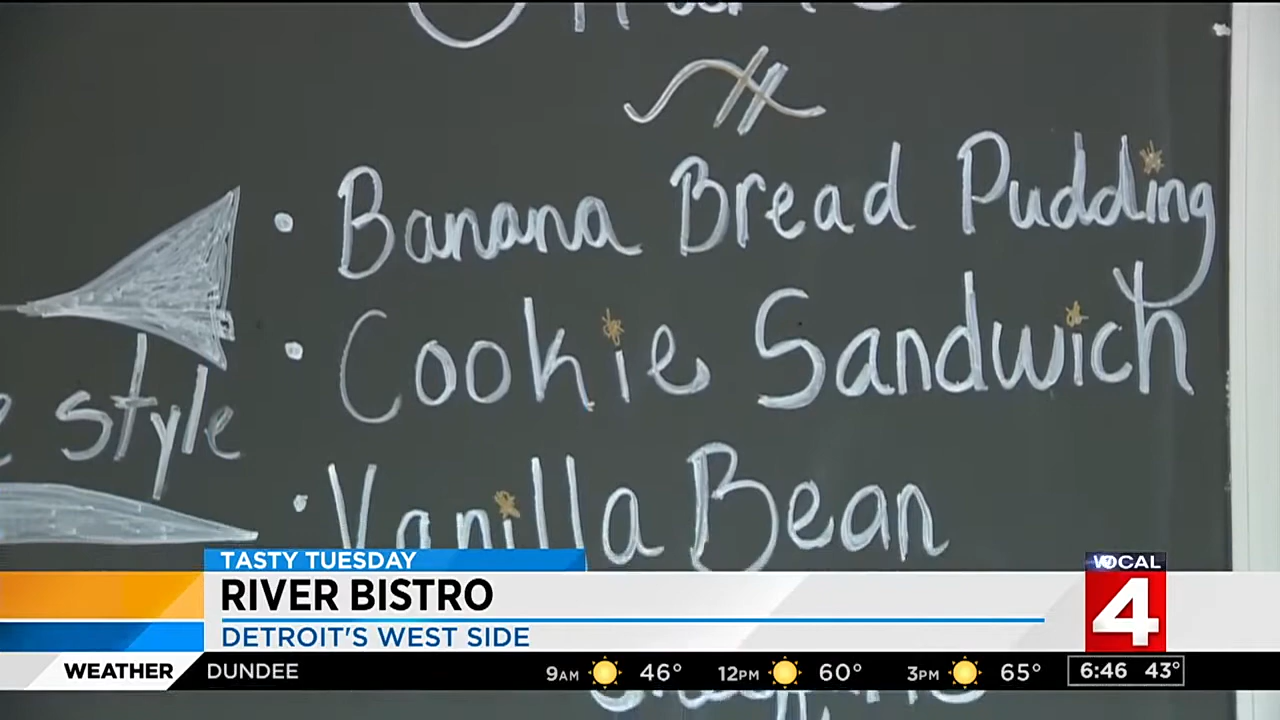 • Banana Bread Pudding
• Cookie Sandwich
style
• Vanilla Bean
TASTY TUESDAY
RIVER BISTRO
DETROIT'S WEST SIDE
4
WEATHER DUNDEE 9AM 46° 12PM 60° 3PM 65° 6:46 43°